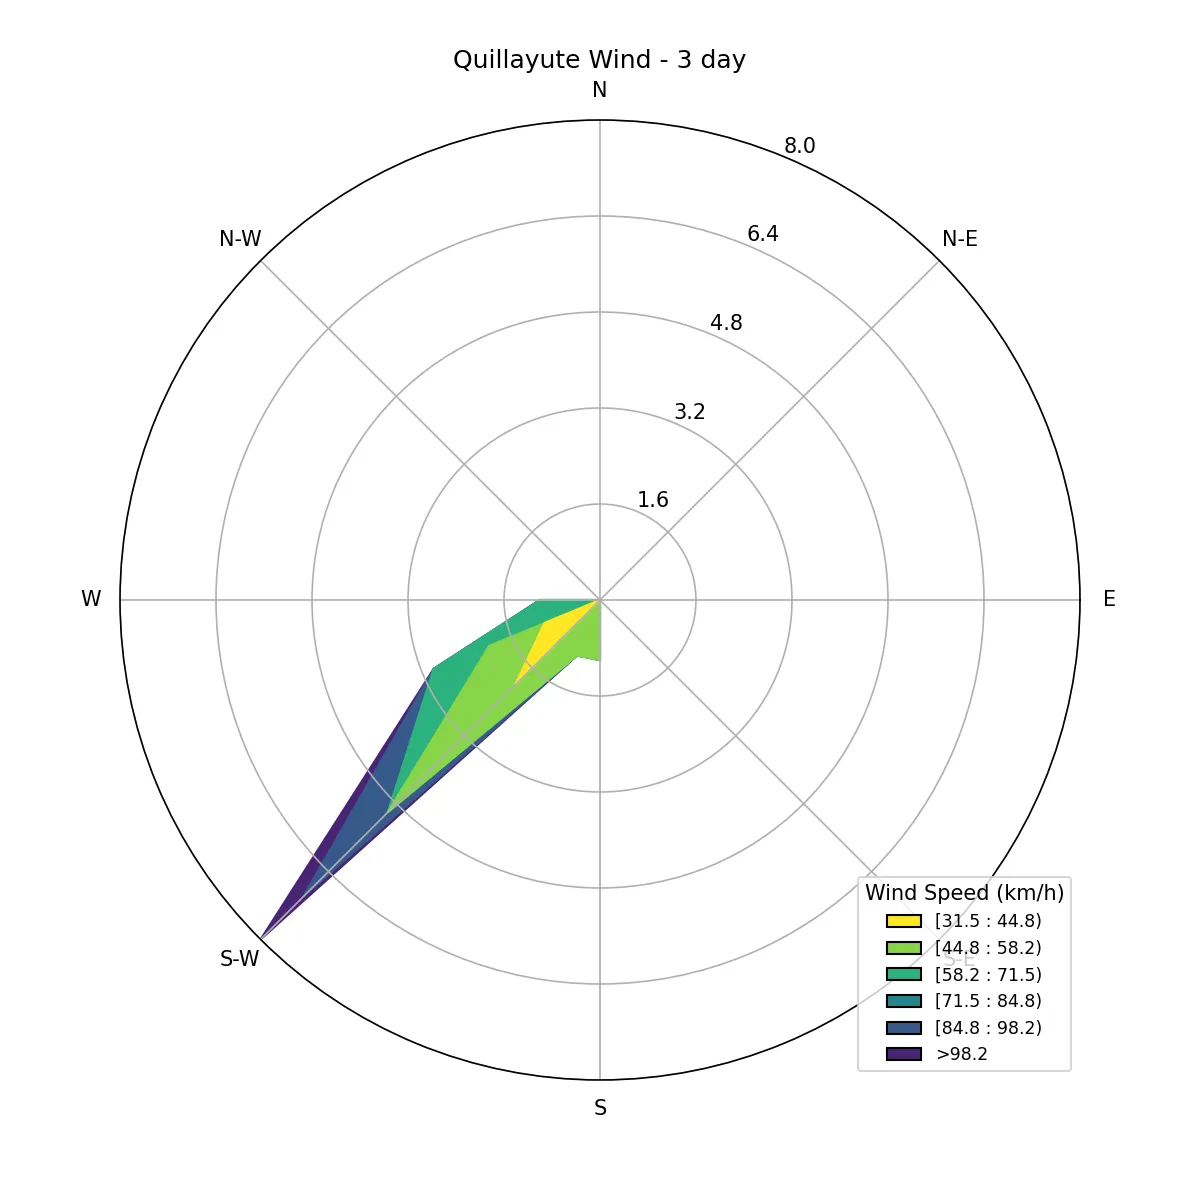 Quillayute Wind - 3 day
N
8.0
N-W
6.4
N-E
4.8
3.2
1.6
W
E
S-W
S-E
Wind Speed (km/h)
[31.5 : 44.8)
[44.8 : 58.2)
[58.2 : 71.5)
[71.5 : 84.8)
[84.8 : 98.2)
>98.2
S